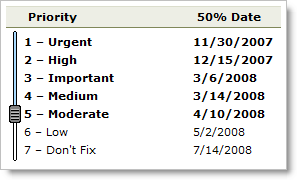 Priority 50% Date
1 – Urgent 11/30/2007
2 – High 12/15/2007
3 – Important 3/6/2008
4 – Medium 3/14/2008
5 – Moderate 4/10/2008
6 – Low 5/2/2008
7 – Don't Fix 7/14/2008